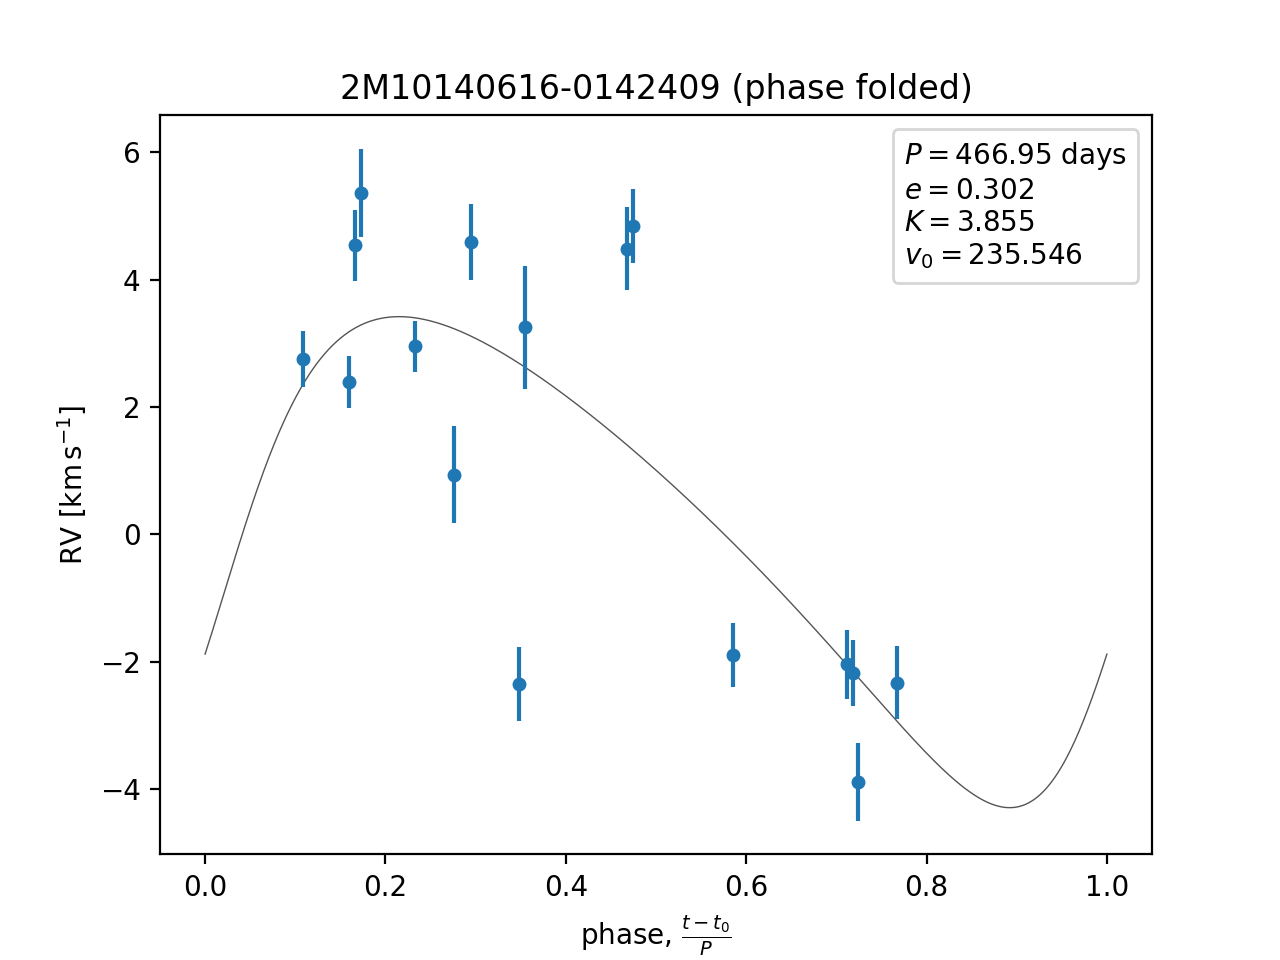 2M10140616-0142409 (phase folded)
P = 466.95 days
e = 0.302
K = 3.855
v₀ = 235.546
RV [km s⁻¹]
6
4
2
0
−2
−4
0.0 0.2 0.4 0.6 0.8 1.0
phase, (t − t₀)/P